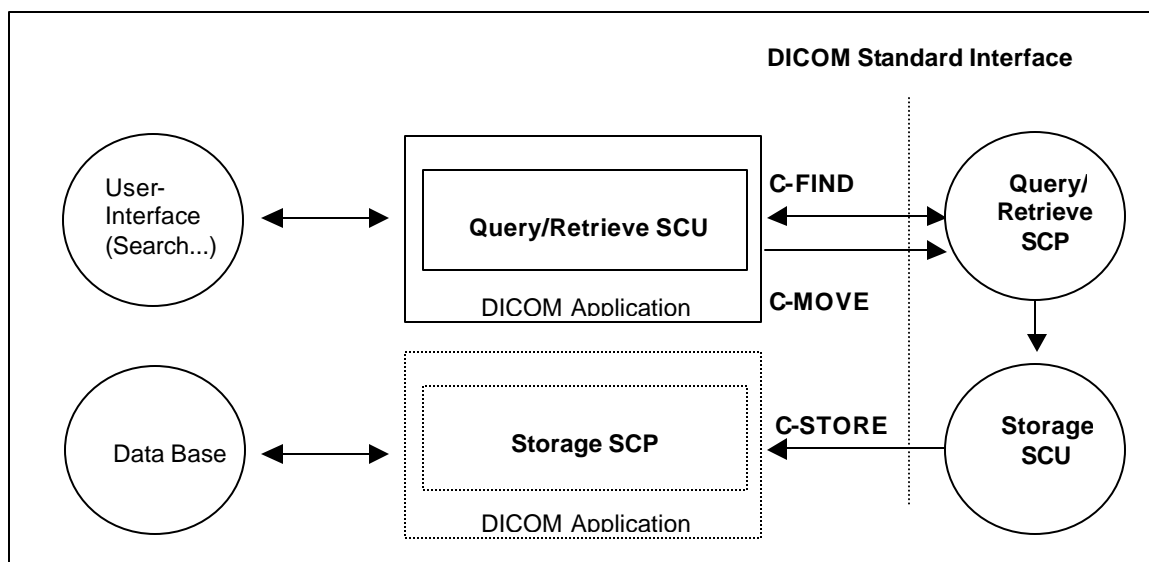 DICOM Standard Interface
User-
Interface
(Search...)
Query/Retrieve SCU
DICOM Application
C-FIND
C-MOVE
Query/
Retrieve
SCP
Data Base
Storage SCP
DICOM Application
C-STORE
Storage
SCU